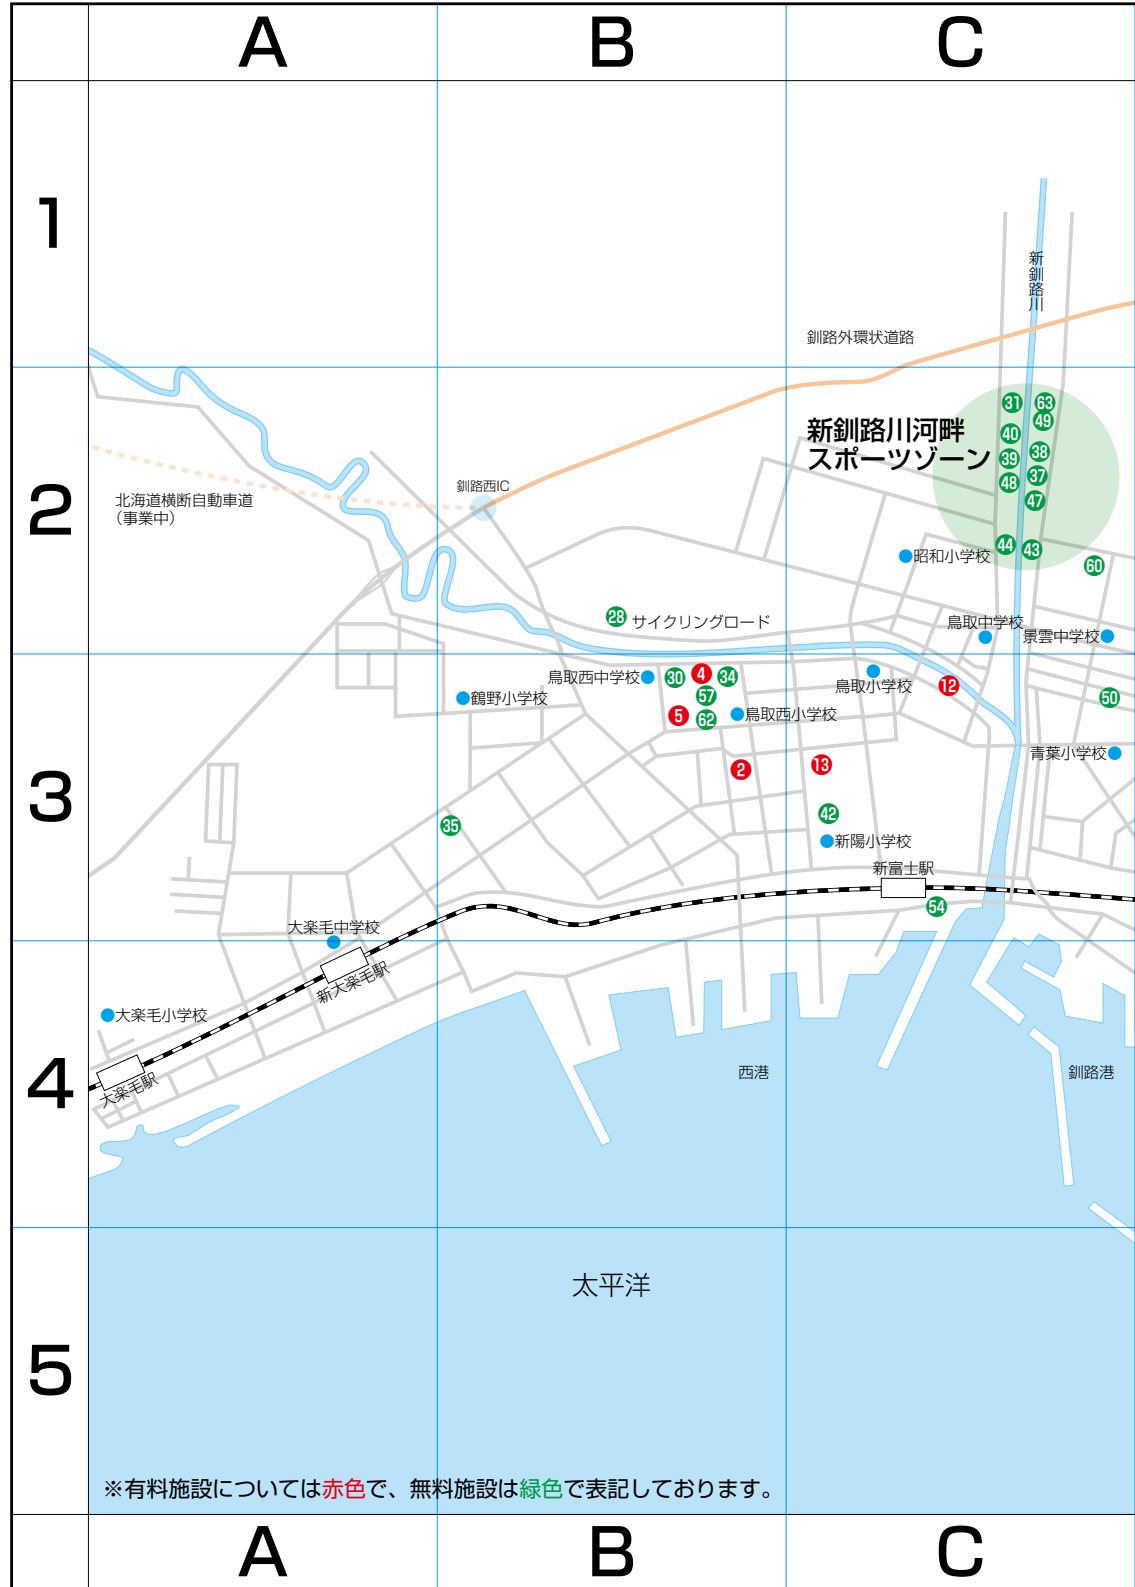 A
B
C
1
新釧路川
釧路外環状道路
2
新釧路川河畔
スポーツゾーン
31
63
49
40
38
39
37
48
47
44
43
60
釧路西IC
北海道横断自動車道
(事業中)
昭和小学校
28
サイクリングロード
鳥取中学校
景雲中学校
3
鳥取西中学校
30
4
34
57
5
62
鳥取西小学校
鶴野小学校
鳥取小学校
12
50
青葉小学校
2
13
42
35
新陽小学校
新富士駅
54
大楽毛中学校
4
新大楽毛駅
大楽毛小学校
大楽毛駅
西港
釧路港
5
太平洋
※有料施設については赤色で、無料施設は緑色で表記しております。
A
B
C